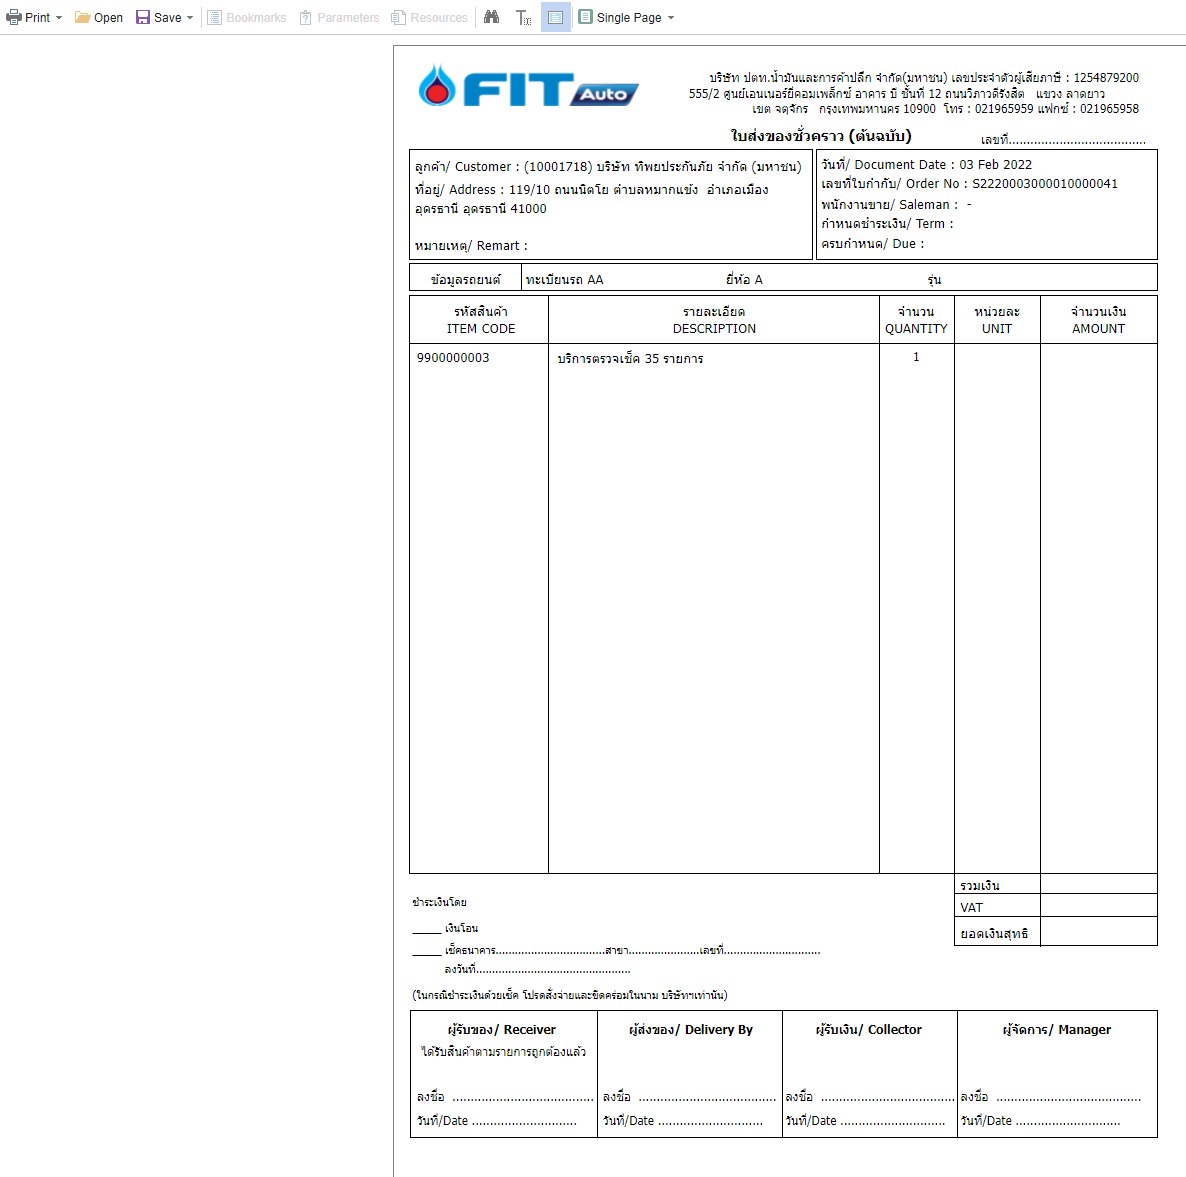 Print Open Save Bookmarks Parameters Resources Single Page
FIT Auto
บริษัท ปตท.น้ำมันและการค้าปลีก จำกัด(มหาชน) เลขประจำตัวผู้เสียภาษี : 1254879200
555/2 ศูนย์เอนเนอร์ยี่คอมเพล็กซ์ อาคาร บี ชั้นที่ 12 ถนนวิภาวดีรังสิต แขวง ลาดยาว
เขต จตุจักร กรุงเทพมหานคร 10900 โทร : 021965959 แฟกซ์ : 021965958
ใบส่งของชั่วคราว (ต้นฉบับ) เลขที่......................................
ลูกค้า/ Customer : (10001718) บริษัท ทิพยประกันภัย จำกัด (มหาชน)
ที่อยู่/ Address : 119/10 ถนนนิตโย ตำบลหมากแข้ง อำเภอเมือง
อุดรธานี อุดรธานี 41000
หมายเหตุ/ Remart :
วันที่/ Document Date : 03 Feb 2022
เลขที่ใบกำกับ/ Order No : S2220003000010000041
พนักงานขาย/ Saleman : -
กำหนดชำระเงิน/ Term :
ครบกำหนด/ Due :
ข้อมูลรถยนต์ ทะเบียนรถ AA ยี่ห้อ A รุ่น
รหัสสินค้า รายละเอียด จำนวน หน่วยละ จำนวนเงิน
ITEM CODE DESCRIPTION QUANTITY UNIT AMOUNT
9900000003 บริการตรวจเช็ค 35 รายการ 1
รวมเงิน
VAT
ยอดเงินสุทธิ
ชำระเงินโดย
_____ เงินโอน
_____ เช็คธนาคาร..................................สาขา......................เลขที่..............................
ลงวันที่................................................
(ในกรณีชำระเงินด้วยเช็ค โปรดสั่งจ่ายและขีดคร่อมในนาม บริษัทฯเท่านั้น)
ผู้รับของ/ Receiver ผู้ส่งของ/ Delivery By ผู้รับเงิน/ Collector ผู้จัดการ/ Manager
ได้รับสินค้าตามรายการถูกต้องแล้ว
ลงชื่อ ....................................... ลงชื่อ ...................................... ลงชื่อ ..................................... ลงชื่อ ........................................
วันที่/Date ............................. วันที่/Date ............................. วันที่/Date ............................. วันที่/Date .............................